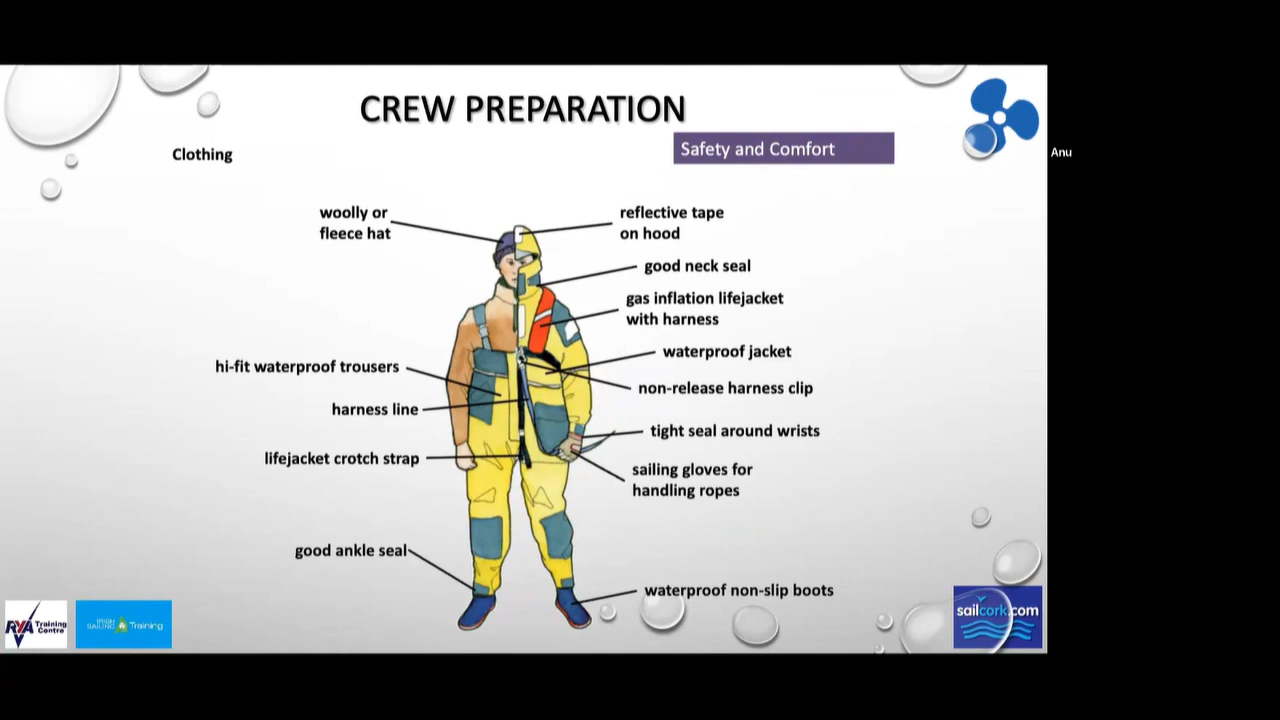 CREW PREPARATION
Clothing
Safety and Comfort
Anu
woolly or
fleece hat
reflective tape
on hood
good neck seal
gas inflation lifejacket
with harness
waterproof jacket
hi-fit waterproof trousers
non-release harness clip
harness line
tight seal around wrists
lifejacket crotch strap
sailing gloves for
handling ropes
good ankle seal
waterproof non-slip boots
RYA Training
Centre
IRISH
SAILING Training
sailcork.com